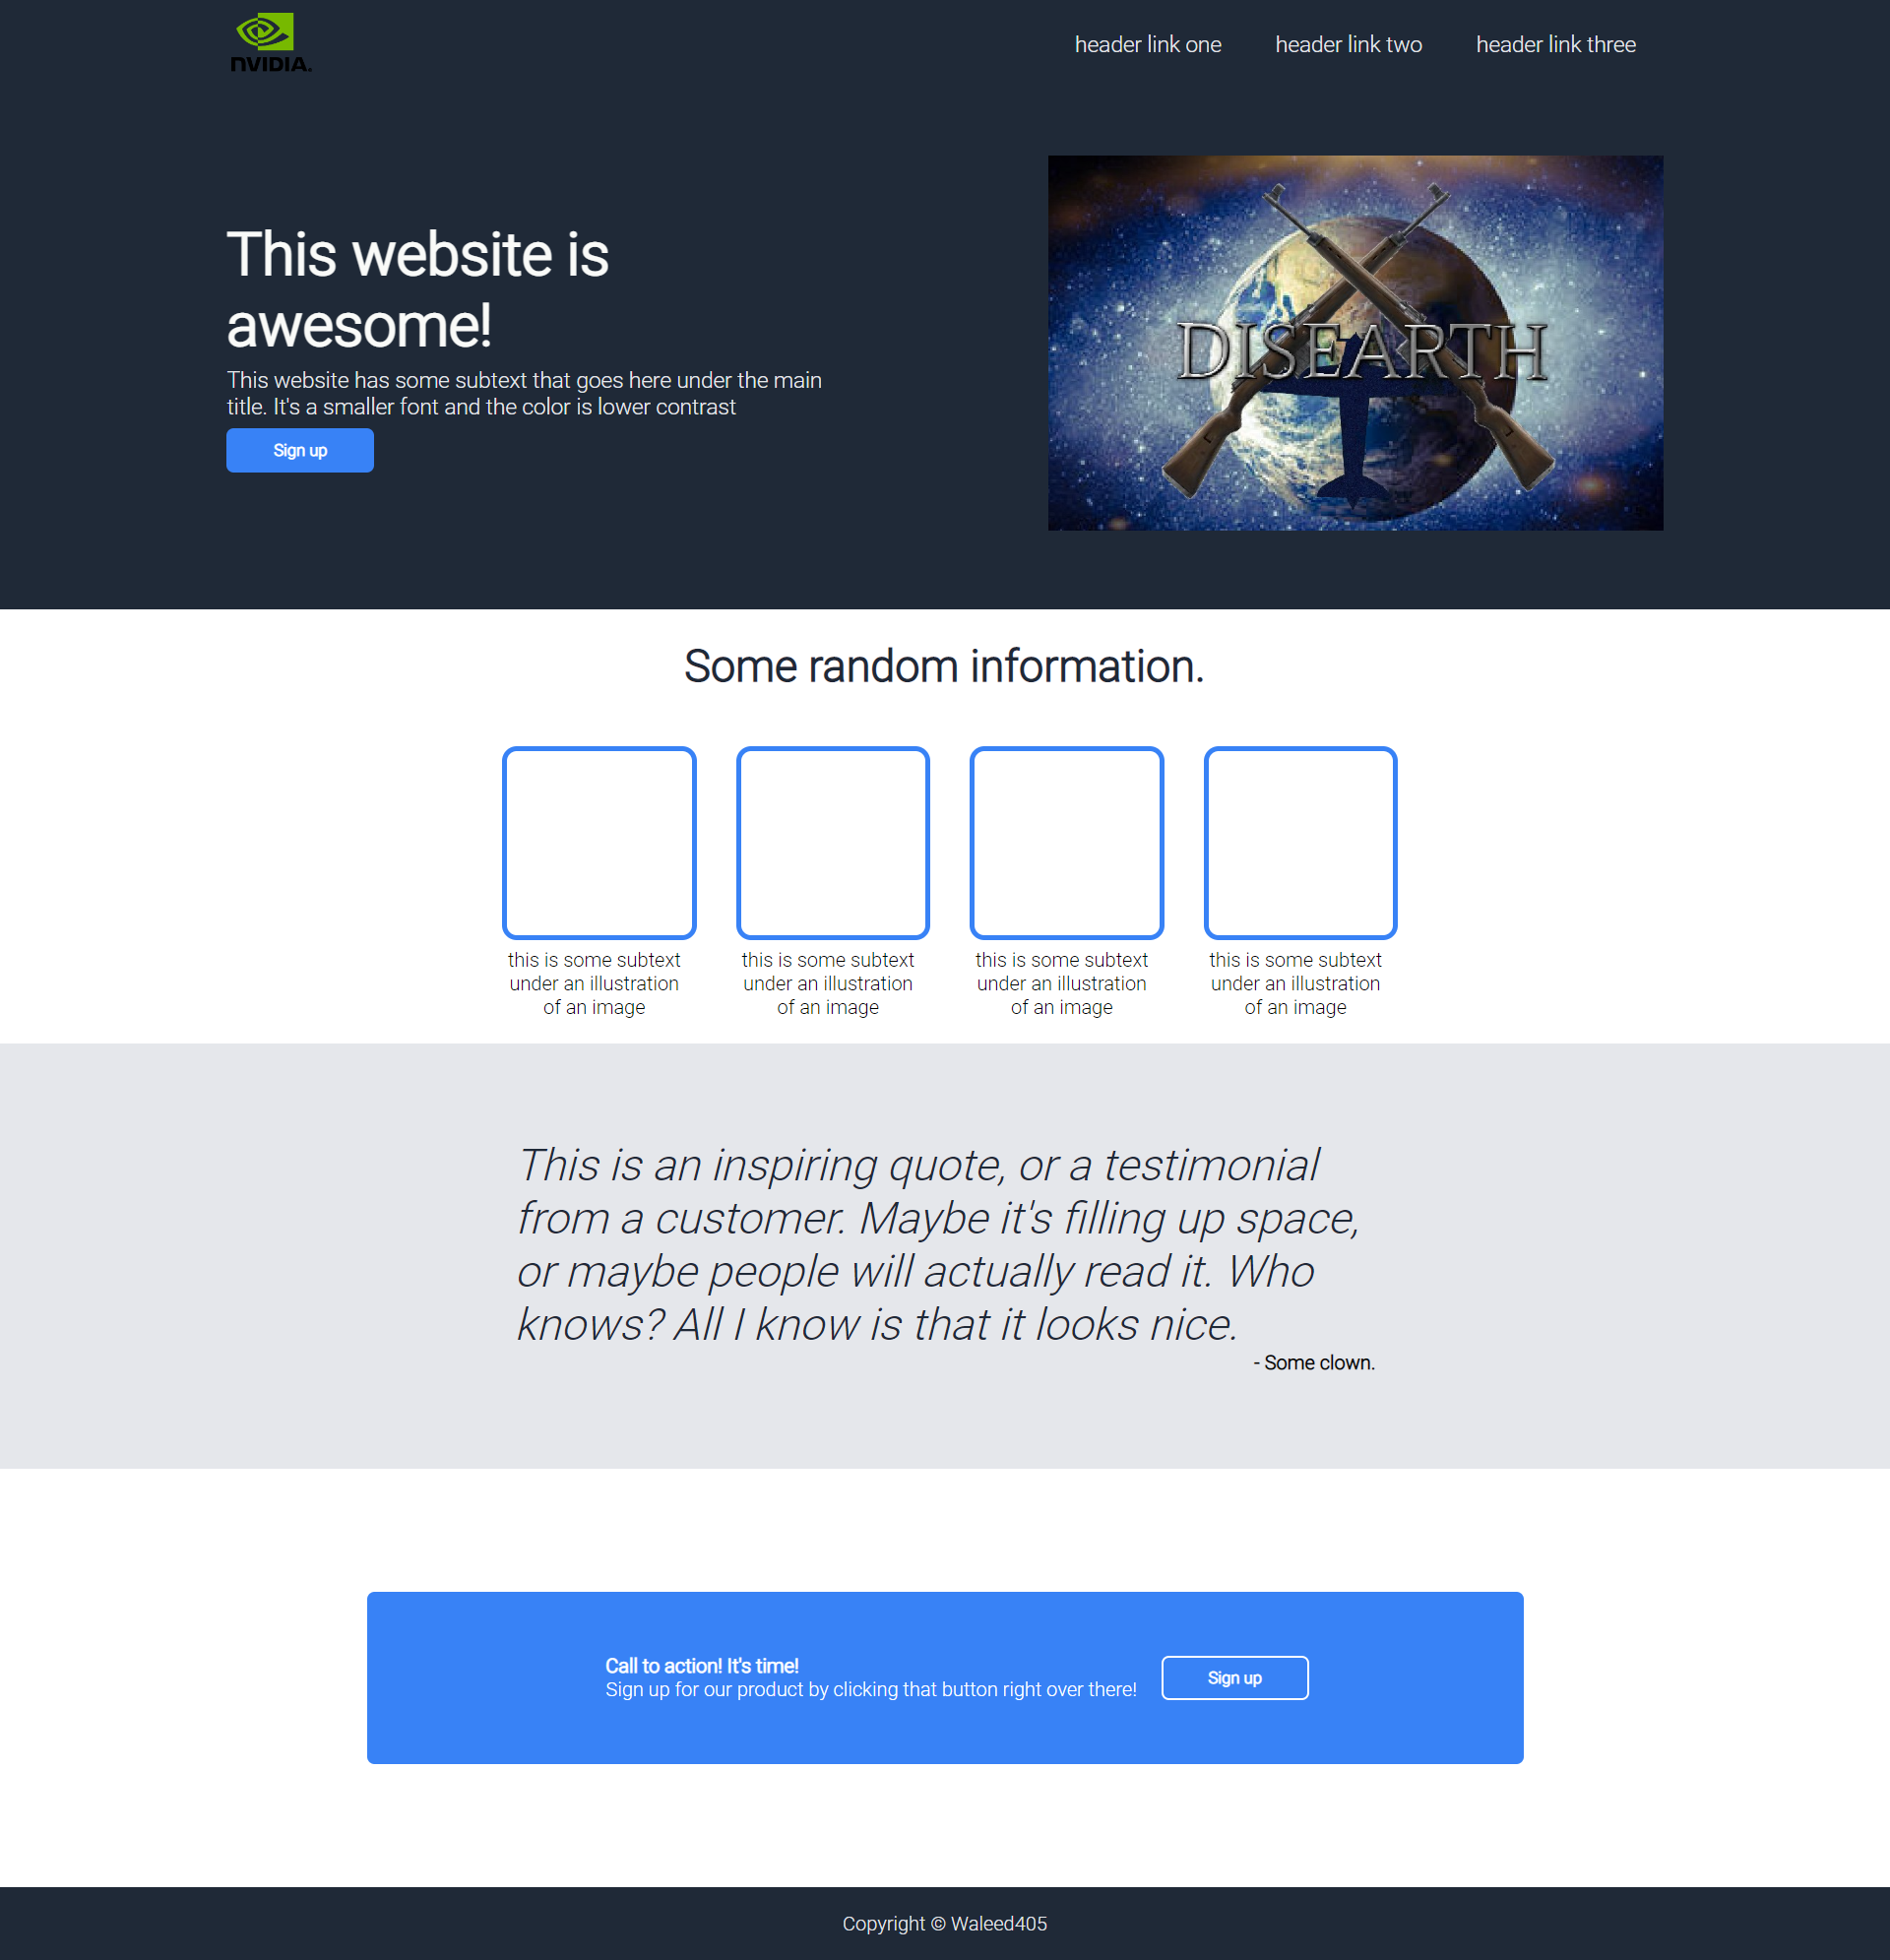 nVIDIA.
header link one
header link two
header link three
This website is
awesome!
This website has some subtext that goes here under the main
title. It's a smaller font and the color is lower contrast
Sign up
DISEARTH
Some random information.
this is some subtext
under an illustration
of an image
this is some subtext
under an illustration
of an image
this is some subtext
under an illustration
of an image
this is some subtext
under an illustration
of an image
This is an inspiring quote, or a testimonial
from a customer. Maybe it's filling up space,
or maybe people will actually read it. Who
knows? All I know is that it looks nice.
- Some clown.
Call to action! It's time!
Sign up for our product by clicking that button right over there!
Sign up
Copyright © Waleed405